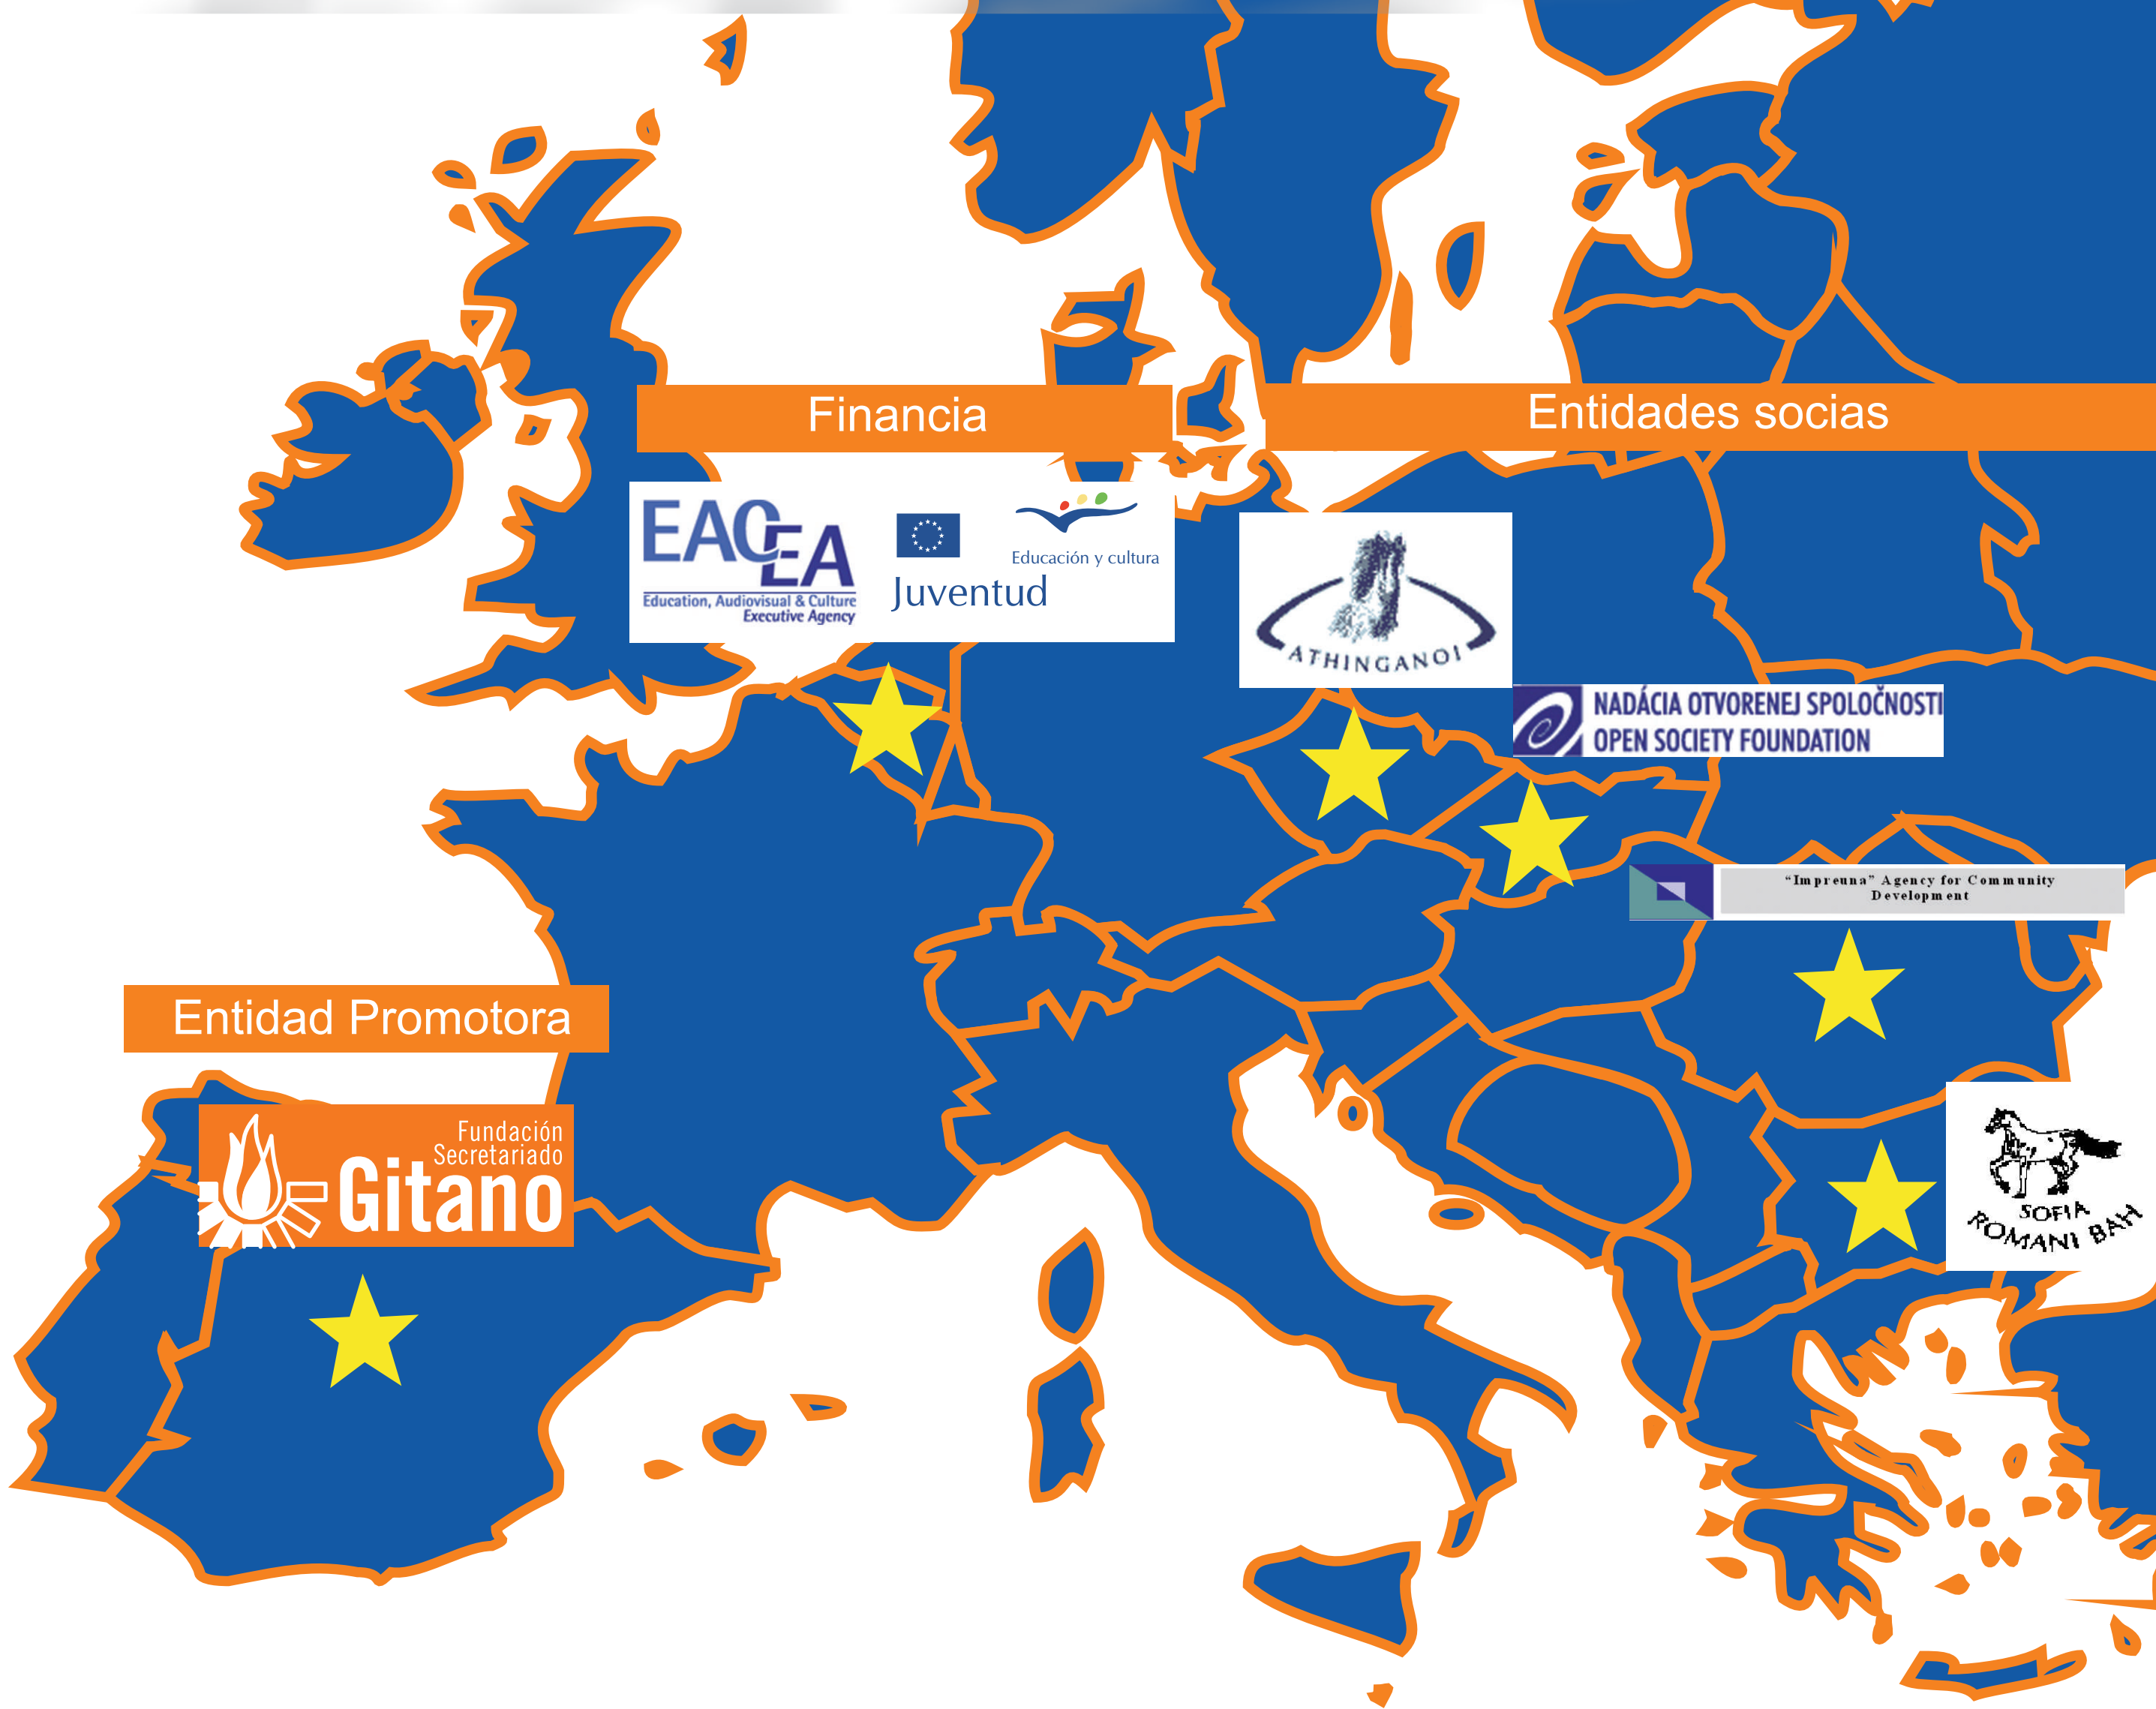 Financia
Entidades socias
EACEA
Education, Audiovisual & Culture
Executive Agency
Educación y cultura
Juventud
ATHINGANOI
NADÁCIA OTVORENEJ SPOLOČNOSTI
OPEN SOCIETY FOUNDATION
“Impreuna” Agency for Community
Development
Entidad Promotora
Fundación
Secretariado
Gitano
SOFIA
ROMANI BAH